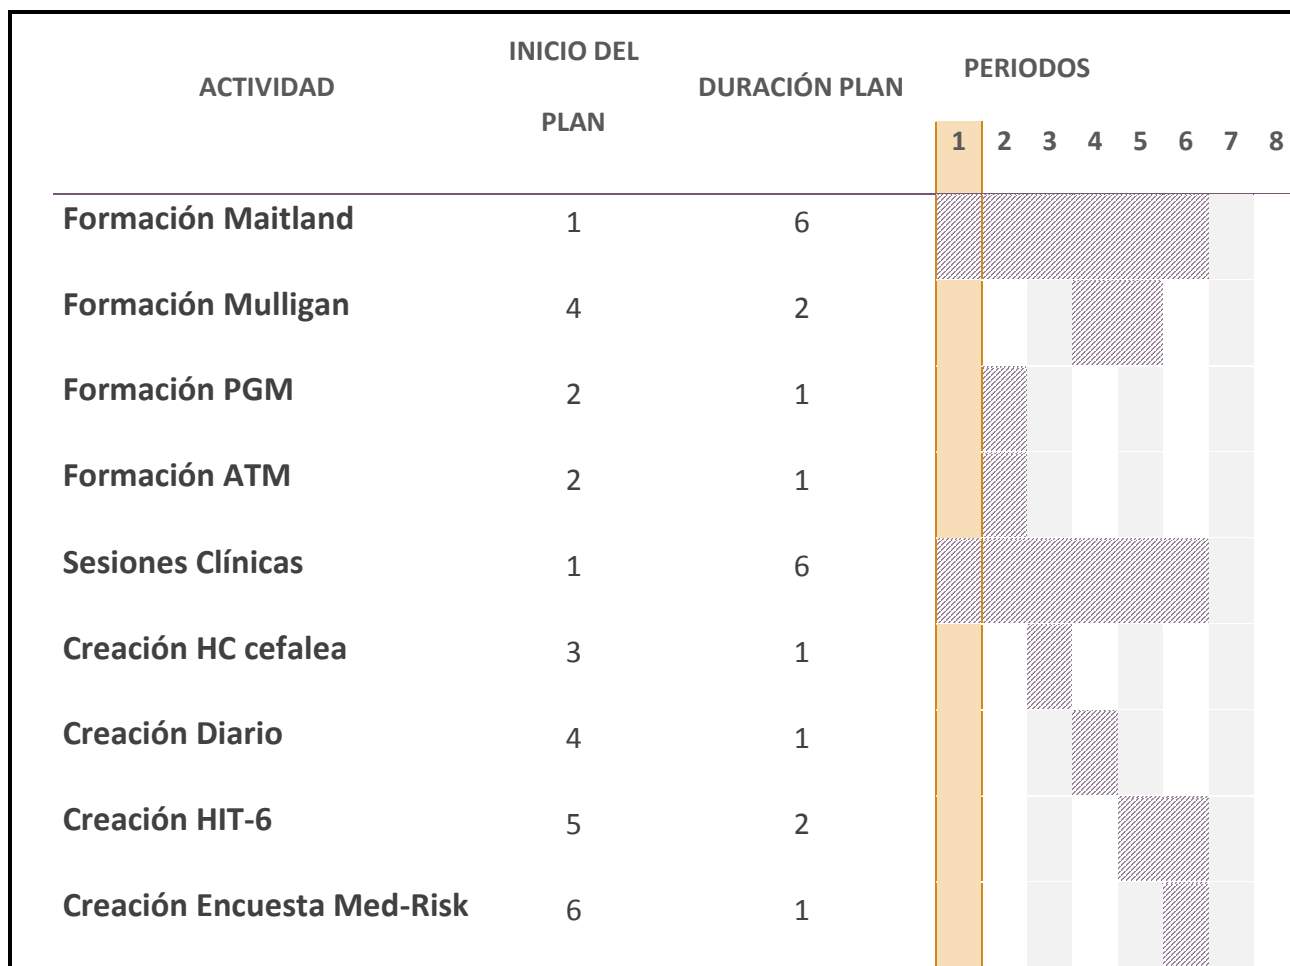 ACTIVIDAD INICIO DEL PLAN DURACIÓN PLAN PERIODOS
1 2 3 4 5 6 7 8
Formación Maitland 1 6
Formación Mulligan 4 2
Formación PGM 2 1
Formación ATM 2 1
Sesiones Clínicas 1 6
Creación HC cefalea 3 1
Creación Diario 4 1
Creación HIT-6 5 2
Creación Encuesta Med-Risk 6 1